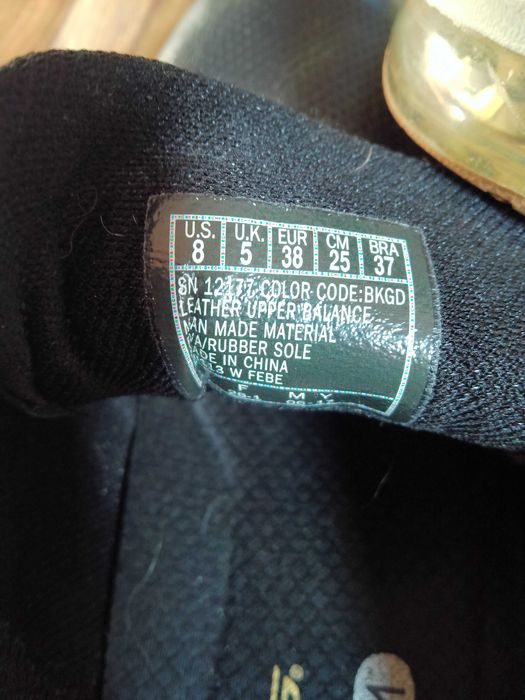 U.S. U.K. EUR CM BRA
8 5 38 25 37
SN 12177 COLOR CODE:BKGD
LEATHER UPPER BALANCE
MAN MADE MATERIAL
/RUBBER SOLE
MADE IN CHINA
13 W FEBE
F M Y